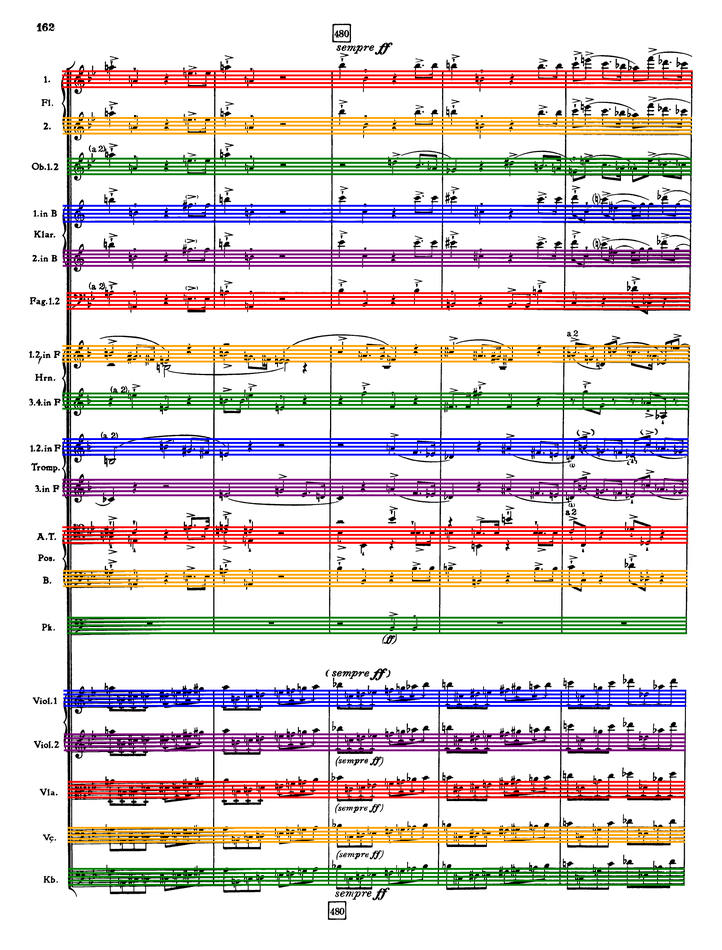 162
480
sempre ff
1.
Fl.
2.
(a 2)
Ob.1.2
1.in B
Klar.
2.in B
(a 2)
Fag.1.2
a 2
1.2.in F
Hrn.
(a 2)
3.4.in F
(a 2)
1.2.in F
Tromp.
3.in F
a 2
A.T.
Pos.
B.
Pk.
(ff)
(sempre ff)
Viol.1
Viol.2
(sempre ff)
Vla.
(sempre ff)
Vc.
(sempre ff)
Kb.
sempre ff
480